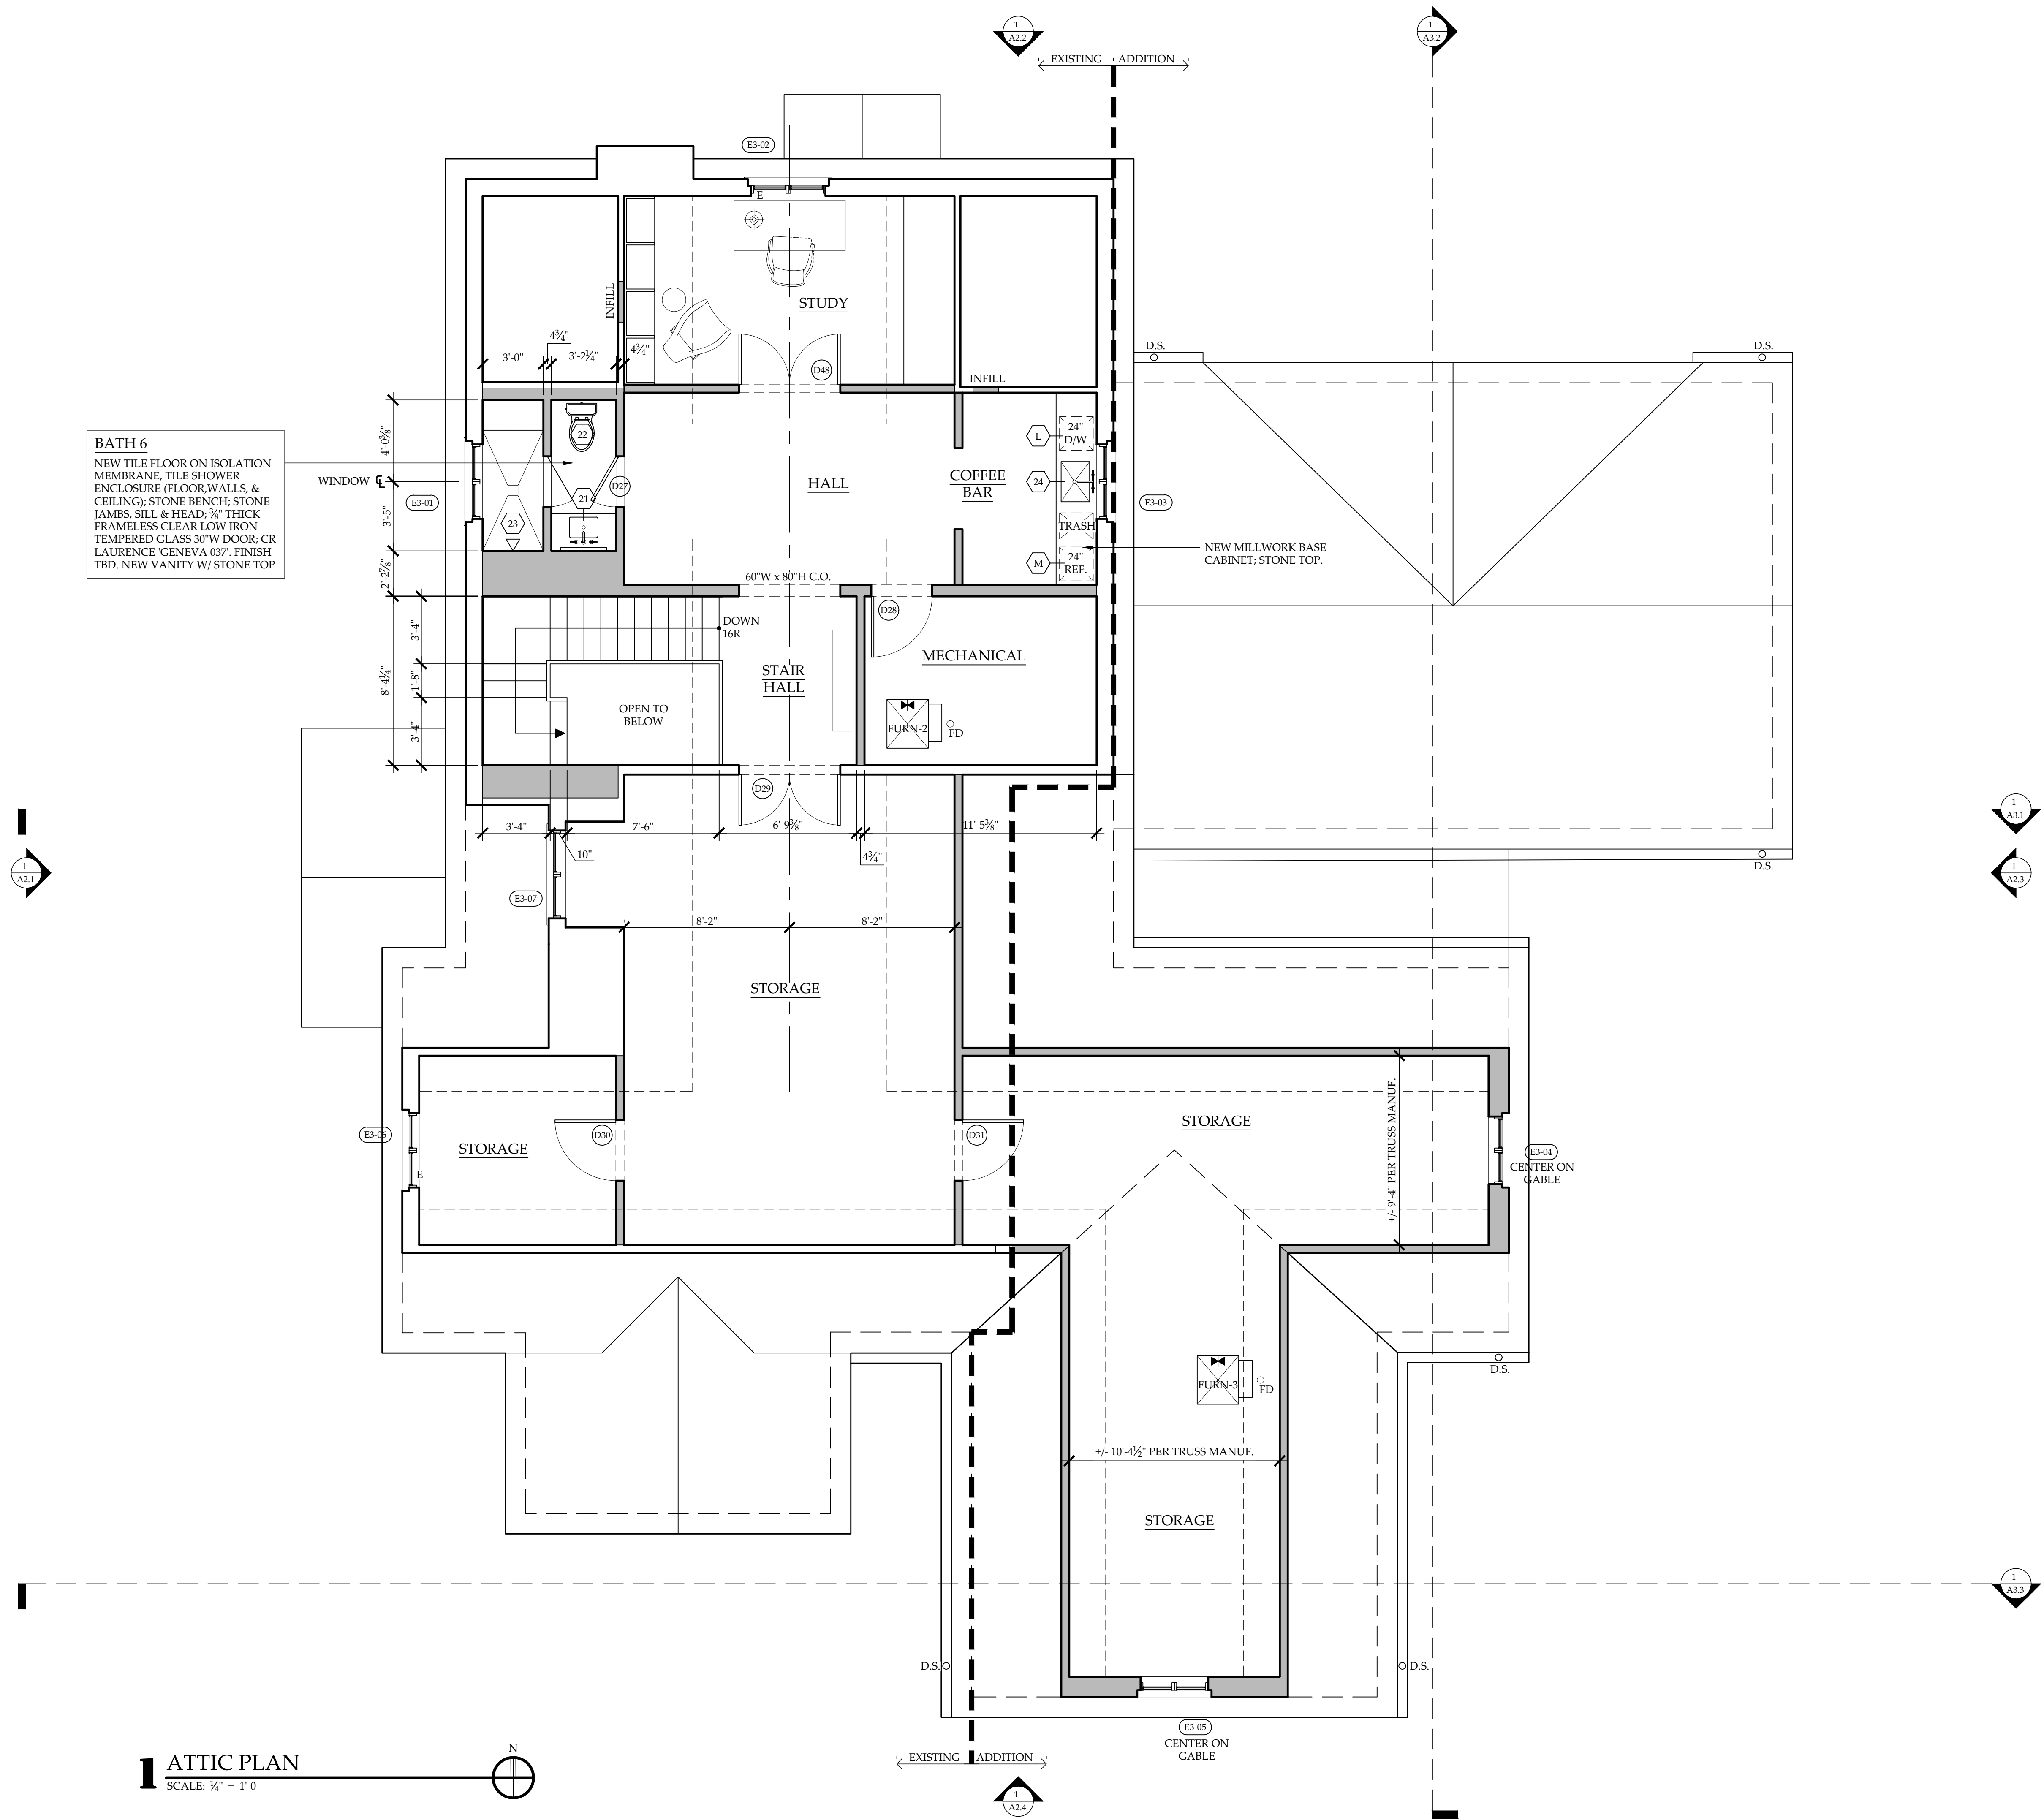 1
A2.2
1
A3.2
EXISTING
ADDITION
E3-02
E
INFILL
STUDY
4¾"
3'-0"
3'-2¼"
4¾"
D48
INFILL
D.S.
D.S.
BATH 6
NEW TILE FLOOR ON ISOLATION
MEMBRANE, TILE SHOWER
ENCLOSURE (FLOOR,WALLS, &
CEILING); STONE BENCH; STONE
JAMBS, SILL & HEAD; ⅜" THICK
FRAMELESS CLEAR LOW IRON
TEMPERED GLASS 30"W DOOR; CR
LAURENCE 'GENEVA 037'. FINISH
TBD. NEW VANITY W/ STONE TOP
4'-0⅜"
WINDOW ℄
E3-01
3'-5"
2'-2⅞"
22
D27
21
23
HALL
COFFEE
BAR
L
24"
D/W
24
TRASH
M
24"
REF.
E3-03
NEW MILLWORK BASE
CABINET; STONE TOP.
60"W x 80"H C.O.
D28
DOWN
16R
3'-4"
8'-4¼"
1'-8"
3'-4"
STAIR
HALL
MECHANICAL
OPEN TO
BELOW
FURN-2
FD
D29
1
A3.1
3'-4"
7'-6"
6'-9⅜"
11'-5⅜"
10"
4¾"
D.S.
1
A2.1
1
A2.3
E3-07
8'-2"
8'-2"
STORAGE
E3-06
E
STORAGE
D30
D31
STORAGE
+/- 9'-4" PER TRUSS MANUF.
E3-04
CENTER ON
GABLE
D.S.
FURN-3
FD
+/- 10'-4½" PER TRUSS MANUF.
STORAGE
1
A3.3
D.S.
D.S.
E3-05
CENTER ON
GABLE
EXISTING
ADDITION
1
A2.4
1
ATTIC PLAN
SCALE: ¼" = 1'-0
N